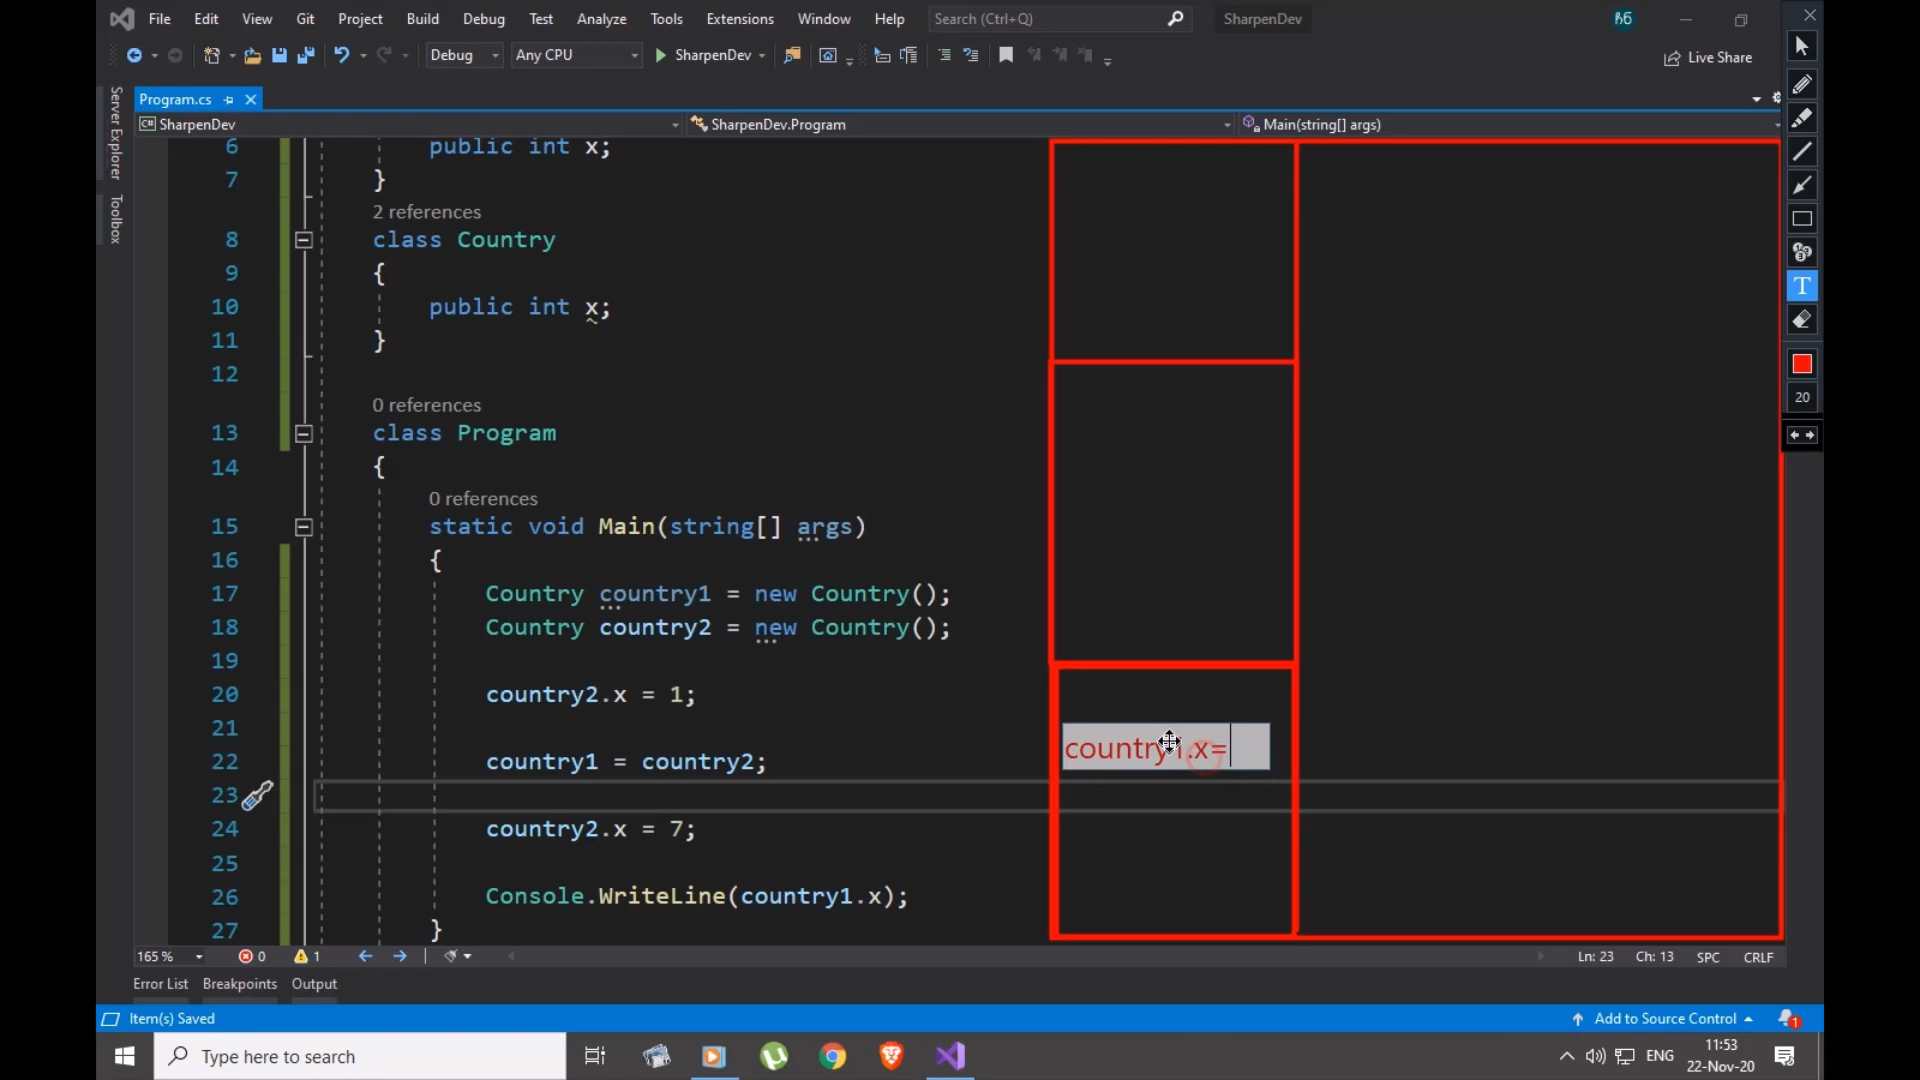 File Edit View Git Project Build Debug Test Analyze Tools Extensions Window Help Search (Ctrl+Q) SharpenDev
Debug Any CPU SharpenDev Live Share
Server Explorer
Toolbox
Program.cs
SharpenDev SharpenDev.Program Main(string[] args)
6 public int x;
7 }
2 references
8 class Country
9 {
10 public int x;
11 }
12
0 references
13 class Program
14 {
0 references
15 static void Main(string[] args)
16 {
17 Country country1 = new Country();
18 Country country2 = new Country();
19
20 country2.x = 1;
21
country1.x=
22 country1 = country2;
23
24 country2.x = 7;
25
26 Console.WriteLine(country1.x);
27 }
T
20
165 % 0 1 Ln: 23 Ch: 13 SPC CRLF
Error List Breakpoints Output
Item(s) Saved Add to Source Control 1
Type here to search ENG 11:53
22-Nov-20